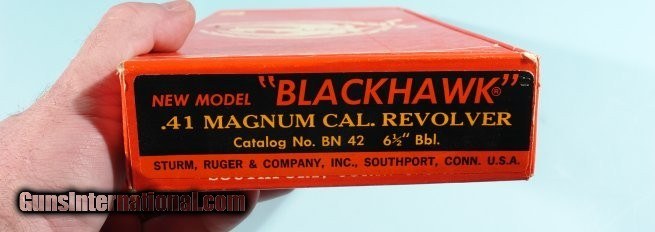 NEW MODEL "BLACKHAWK"®
.41 MAGNUM CAL. REVOLVER
Catalog No. BN 42 6½" Bbl.
STURM, RUGER & COMPANY, INC., SOUTHPORT, CONN. U.S.A.
GunsInternational.com